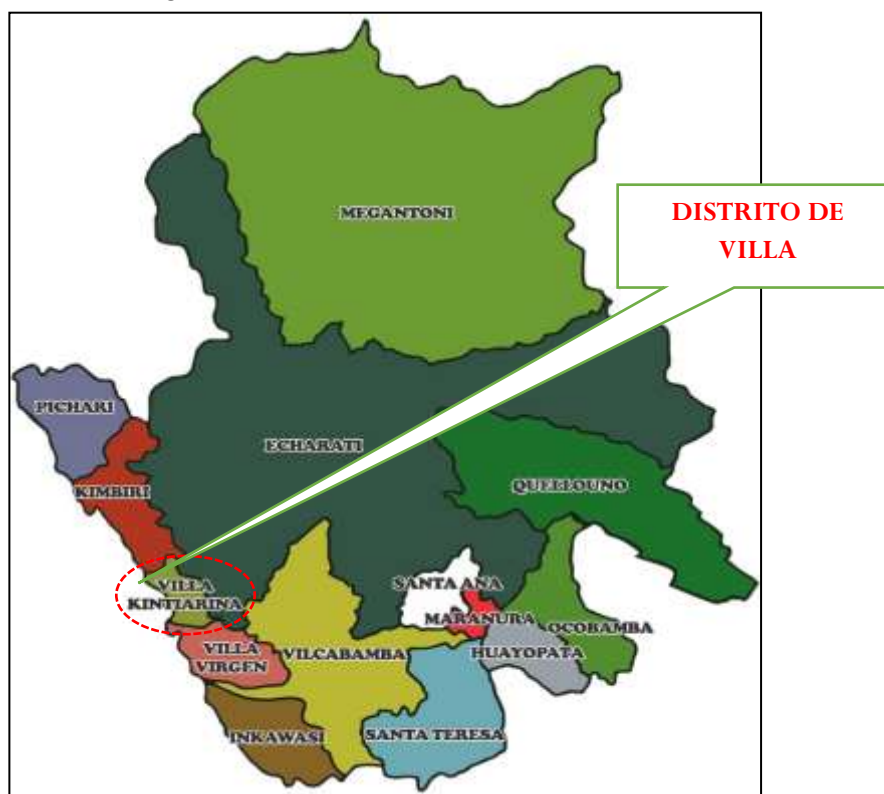 MEGANTONI
DISTRITO DE
VILLA
PICHARI
ECHARATI
KIMBIRI
QUELLOUNO
VILLA
KINTIARINA
SANTA ANA
MARANURA
OCOBAMBA
VILLA
VIRGEN
VILCABAMBA
HUAYOPATA
INKAWASI
SANTA TERESA